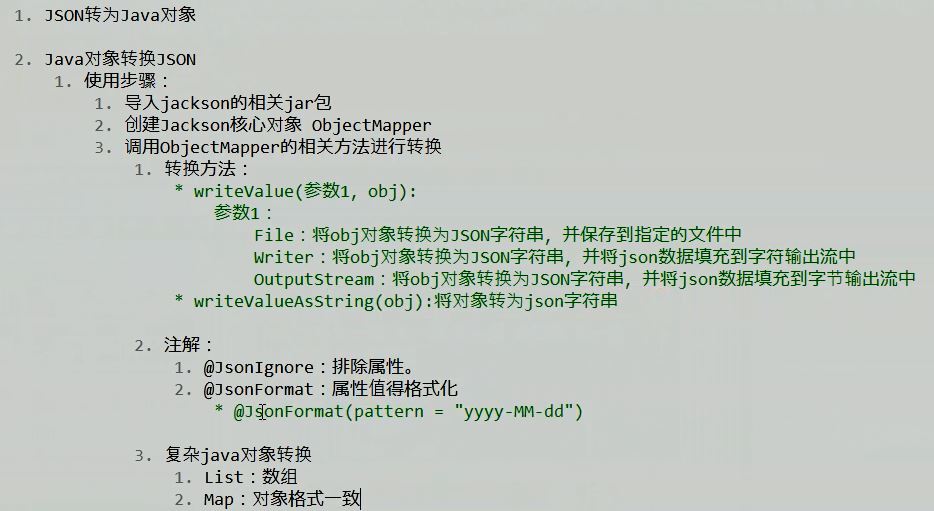 1. JSON转为Java对象
2. Java对象转换JSON
1. 使用步骤：
1. 导入jackson的相关jar包
2. 创建Jackson核心对象 ObjectMapper
3. 调用ObjectMapper的相关方法进行转换
1. 转换方法：
* writeValue(参数1, obj):
参数1：
File：将obj对象转换为JSON字符串，并保存到指定的文件中
Writer：将obj对象转换为JSON字符串，并将json数据填充到字符输出流中
OutputStream：将obj对象转换为JSON字符串，并将json数据填充到字节输出流中
* writeValueAsString(obj):将对象转为json字符串
2. 注解：
1. @JsonIgnore：排除属性。
2. @JsonFormat：属性值得格式化
* @JsonFormat(pattern = "yyyy-MM-dd")
3. 复杂java对象转换
1. List：数组
2. Map：对象格式一致